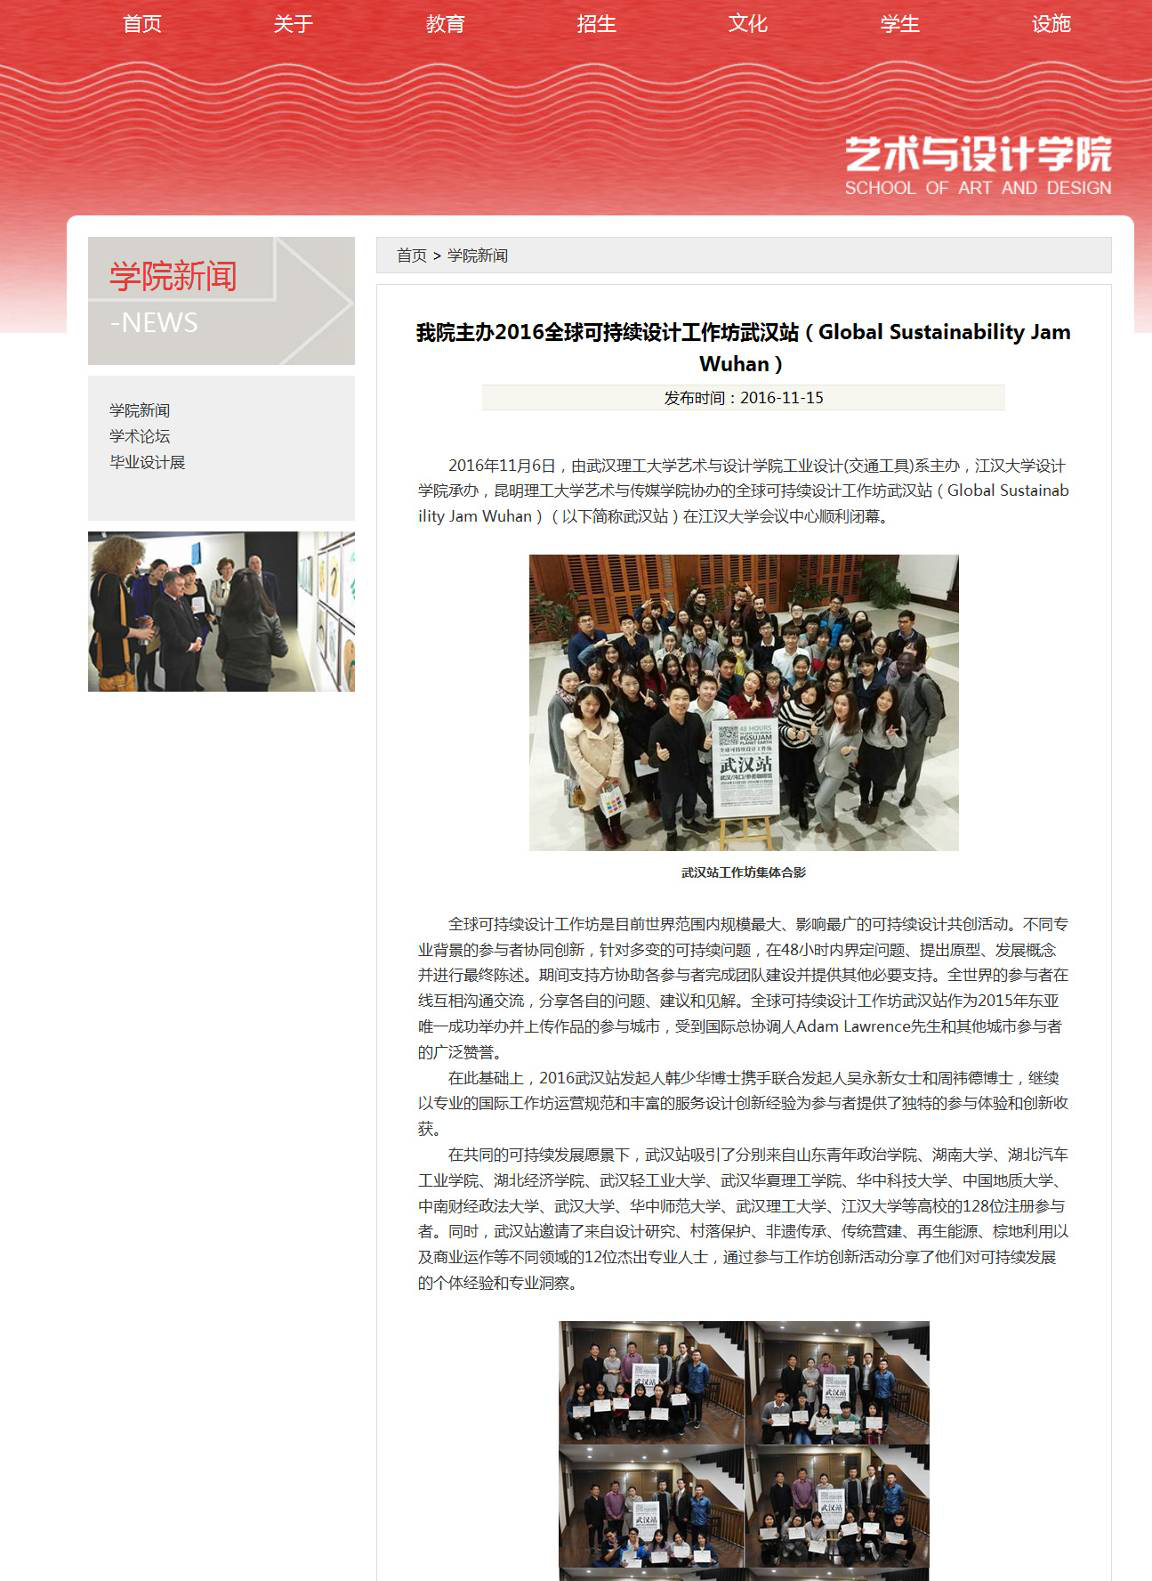 首页 关于 教育 招生 文化 学生 设施
艺术与设计学院
SCHOOL OF ART AND DESIGN
学院新闻
-NEWS
学院新闻
学术论坛
毕业设计展
首页 > 学院新闻
我院主办2016全球可持续设计工作坊武汉站（Global Sustainability Jam
Wuhan）
发布时间：2016-11-15
2016年11月6日，由武汉理工大学艺术与设计学院工业设计(交通工具)系主办，江汉大学设计
学院承办，昆明理工大学艺术与传媒学院协办的全球可持续设计工作坊武汉站（Global Sustainab
ility Jam Wuhan）（以下简称武汉站）在江汉大学会议中心顺利闭幕。
48 HOURS
#GSUJAM
PLANET EARTH
全球可持续设计工作坊
武汉站
武汉站工作坊集体合影
全球可持续设计工作坊是目前世界范围内规模最大、影响最广的可持续设计共创活动。不同专
业背景的参与者协同创新，针对多变的可持续问题，在48小时内界定问题、提出原型、发展概念
并进行最终陈述。期间支持方协助各参与者完成团队建设并提供其他必要支持。全世界的参与者在
线互相沟通交流，分享各自的问题、建议和见解。全球可持续设计工作坊武汉站作为2015年东亚
唯一成功举办并上传作品的参与城市，受到国际总协调人Adam Lawrence先生和其他城市参与者
的广泛赞誉。
在此基础上，2016武汉站发起人韩少华博士携手联合发起人吴永新女士和周祎德博士，继续
以专业的国际工作坊运营规范和丰富的服务设计创新经验为参与者提供了独特的参与体验和创新收
获。
在共同的可持续发展愿景下，武汉站吸引了分别来自山东青年政治学院、湖南大学、湖北汽车
工业学院、湖北经济学院、武汉轻工业大学、武汉华夏理工学院、华中科技大学、中国地质大学、
中南财经政法大学、武汉大学、华中师范大学、武汉理工大学、江汉大学等高校的128位注册参与
者。同时，武汉站邀请了来自设计研究、村落保护、非遗传承、传统营建、再生能源、棕地利用以
及商业运作等不同领域的12位杰出专业人士，通过参与工作坊创新活动分享了他们对可持续发展
的个体经验和专业洞察。
武汉站
武汉站
武汉站
武汉站